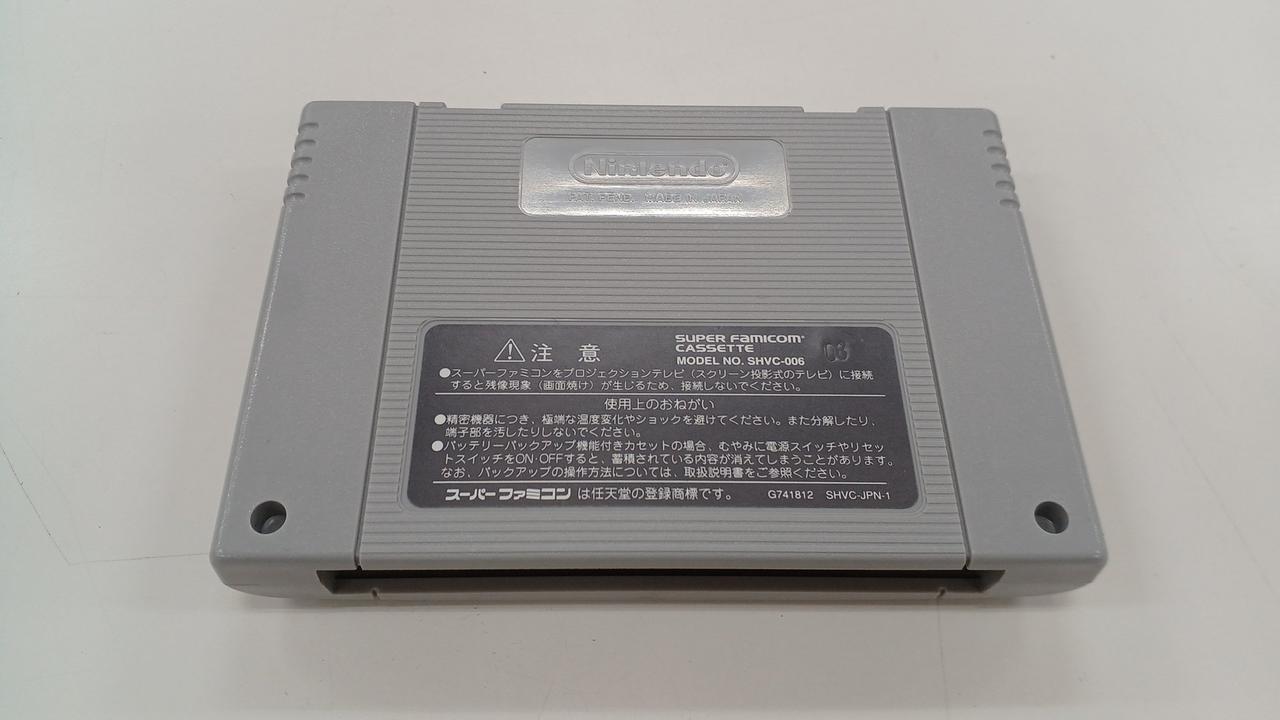 Nintendo®
PAT. PEND. MADE IN JAPAN
⚠注 意
SUPER FAMICOM™
CASSETTE
MODEL NO. SHVC-006
03
●スーパーファミコンをプロジェクションテレビ(スクリーン投影式のテレビ)に接続
すると残像現象(画面焼け)が生じるため、接続しないでください。
使用上のおねがい
●精密機器につき、極端な温度変化やショックを避けてください。また分解したり、
端子部を汚したりしないでください。
●バッテリーバックアップ機能付きカセットの場合、むやみに電源スイッチやリセッ
トスイッチをON・OFFすると、蓄積されている内容が消えてしまうことがあります。
なお、バックアップの操作方法については、取扱説明書をご参照ください。
スーパーファミコン は任天堂の登録商標です。
G741812 SHVC-JPN-1